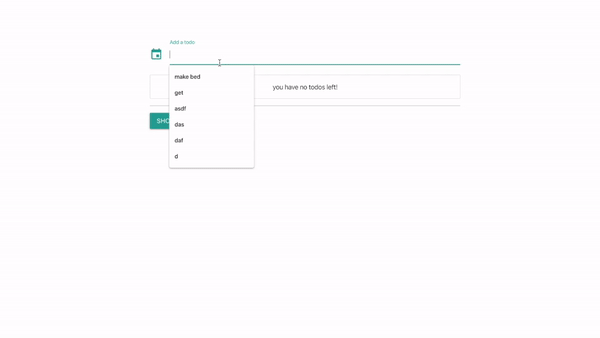 Add a todo
make bed
you have no todos left!
get
asdf
das
SHO
daf
d